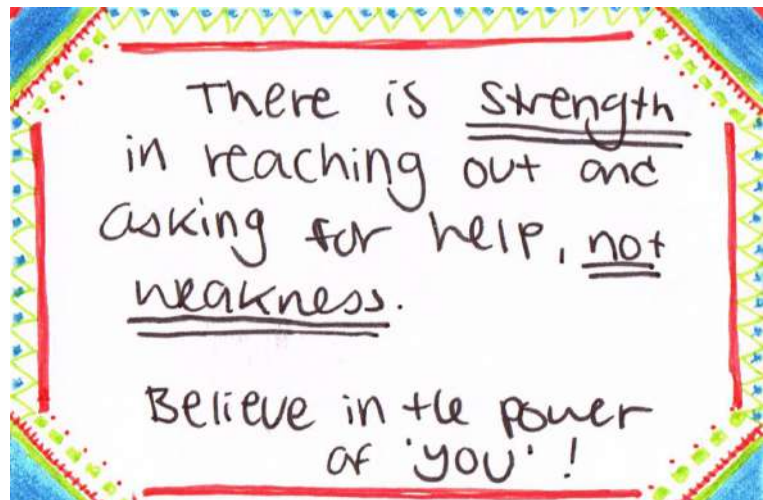 There is strength
in reaching out and
asking for help, not
weakness.
Believe in the power
of 'you' !